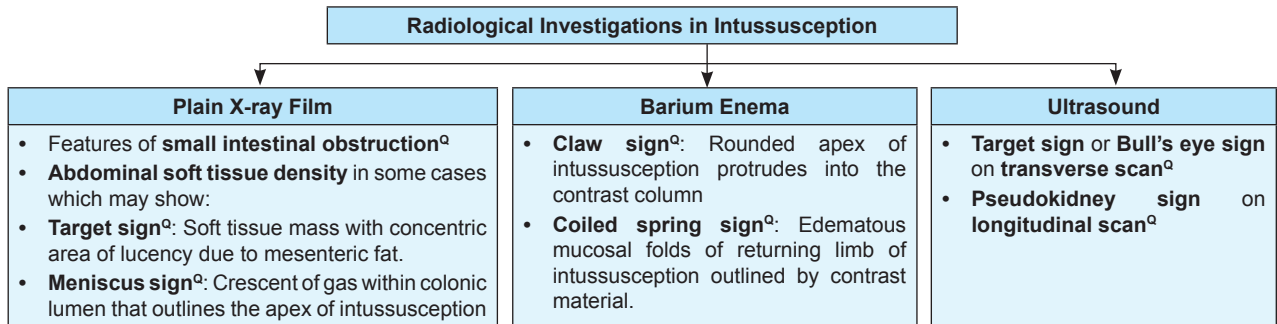 Radiological Investigations in Intussusception
Plain X-ray Film
• Features of small intestinal obstructionQ
• Abdominal soft tissue density in some cases
which may show:
• Target signQ: Soft tissue mass with concentric
area of lucency due to mesenteric fat.
• Meniscus signQ: Crescent of gas within colonic
lumen that outlines the apex of intussusception
Barium Enema
• Claw signQ: Rounded apex of
intussusception protrudes into the
contrast column
• Coiled spring signQ: Edematous
mucosal folds of returning limb of
intussusception outlined by contrast
material.
Ultrasound
• Target sign or Bull's eye sign
on transverse scanQ
• Pseudokidney sign on
longitudinal scanQ